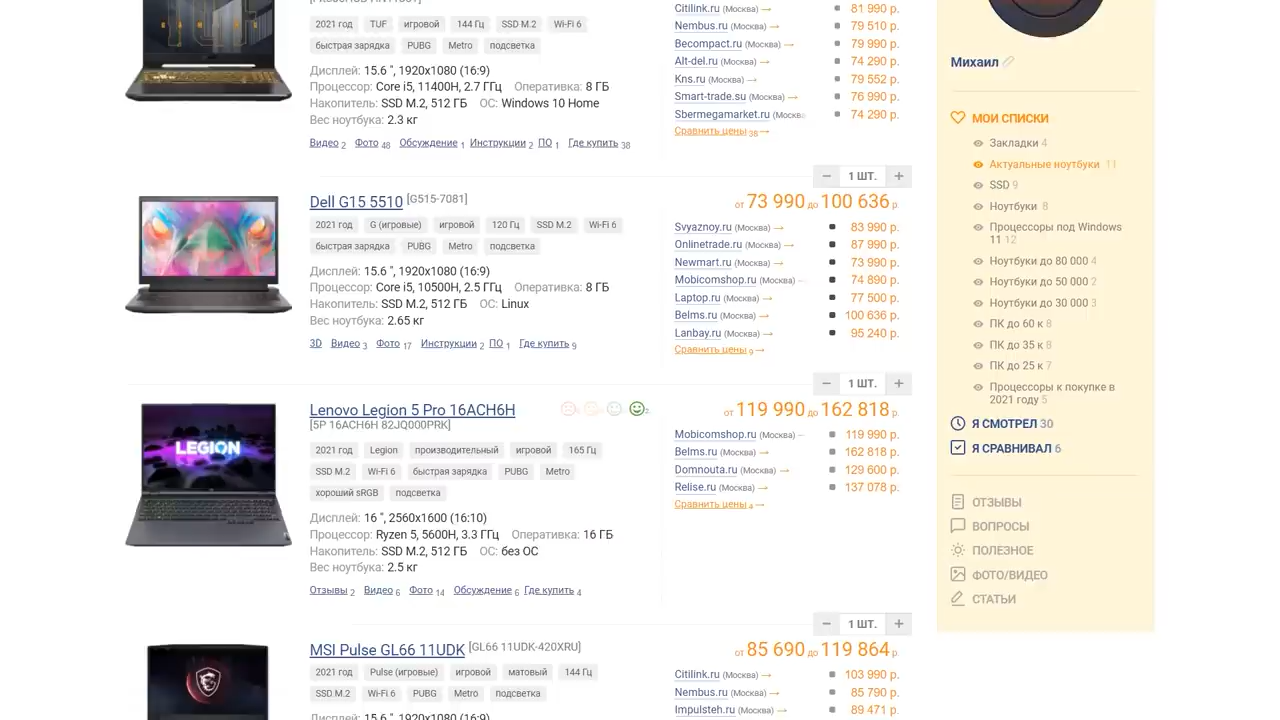 2021 год TUF игровой 144 Гц SSD M.2 Wi-Fi 6
быстрая зарядка PUBG Metro подсветка
Дисплей: 15.6 ", 1920x1080 (16:9)
Процессор: Core i5, 11400H, 2.7 ГГц Оперативка: 8 ГБ
Накопитель: SSD M.2, 512 ГБ ОС: Windows 10 Home
Вес ноутбука: 2.3 кг
Видео 2 Фото 48 Обсуждение 1 Инструкции 2 ПО 1 Где купить 38
Citilink.ru (Москва) → 81 990 р.
Nembus.ru (Москва) → 79 510 р.
Becompact.ru (Москва) → 79 990 р.
Alt-del.ru (Москва) → 74 290 р.
Kns.ru (Москва) → 79 552 р.
Smart-trade.su (Москва) → 76 990 р.
Sbermegamarket.ru (Москва 74 290 р.
Сравнить цены 38 →
− 1 ШТ. +
Dell G15 5510 [G515-7081]
2021 год G (игровые) игровой 120 Гц SSD M.2 Wi-Fi 6
быстрая зарядка PUBG Metro подсветка
Дисплей: 15.6 ", 1920x1080 (16:9)
Процессор: Core i5, 10500H, 2.5 ГГц Оперативка: 8 ГБ
Накопитель: SSD M.2, 512 ГБ ОС: Linux
Вес ноутбука: 2.65 кг
3D Видео 3 Фото 17 Инструкции 2 ПО 1 Где купить 9
от 73 990 до 100 636 р.
Svyaznoy.ru (Москва) → 83 990 р.
Onlinetrade.ru (Москва) → 87 990 р.
Newmart.ru (Москва) → 73 990 р.
Mobicomshop.ru (Москва) 74 890 р.
Laptop.ru (Москва) → 77 500 р.
Belms.ru (Москва) → 100 636 р.
Lanbay.ru (Москва) → 95 240 р.
Сравнить цены 9 →
− 1 ШТ. +
LEGION
Lenovo Legion 5 Pro 16ACH6H
[5P 16ACH6H 82JQ000PRK]
2021 год Legion производительный игровой 165 Гц
SSD M.2 Wi-Fi 6 быстрая зарядка PUBG Metro
хороший sRGB подсветка
Дисплей: 16 ", 2560x1600 (16:10)
Процессор: Ryzen 5, 5600H, 3.3 ГГц Оперативка: 16 ГБ
Накопитель: SSD M.2, 512 ГБ ОС: без ОС
Вес ноутбука: 2.5 кг
Отзывы 2 Видео 6 Фото 14 Обсуждение 6 Где купить 4
2
от 119 990 до 162 818 р.
Mobicomshop.ru (Москва) 119 990 р.
Belms.ru (Москва) → 162 818 р.
Domnouta.ru (Москва) → 129 600 р.
Relise.ru (Москва) → 137 078 р.
Сравнить цены 4 →
− 1 ШТ. +
MSI Pulse GL66 11UDK [GL66 11UDK-420XRU]
2021 год Pulse (игровые) игровой матовый 144 Гц
SSD M.2 Wi-Fi 6 PUBG Metro подсветка
Дисплей: 15.6 ", 1920x1080 (16:9)
от 85 690 до 119 864 р.
Citilink.ru (Москва) → 103 990 р.
Nembus.ru (Москва) → 85 790 р.
Impulsteh.ru (Москва) → 89 471 р.
Михаил
МОИ СПИСКИ
Закладки 4
Актуальные ноутбуки 11
SSD 9
Ноутбуки 8
Процессоры под Windows
11 12
Ноутбуки до 80 000 4
Ноутбуки до 50 000 2
Ноутбуки до 30 000 3
ПК до 60 к 8
ПК до 35 к 8
ПК до 25 к 7
Процессоры к покупке в
2021 году 5
Я СМОТРЕЛ 30
Я СРАВНИВАЛ 6
ОТЗЫВЫ
ВОПРОСЫ
ПОЛЕЗНОЕ
ФОТО/ВИДЕО
СТАТЬИ